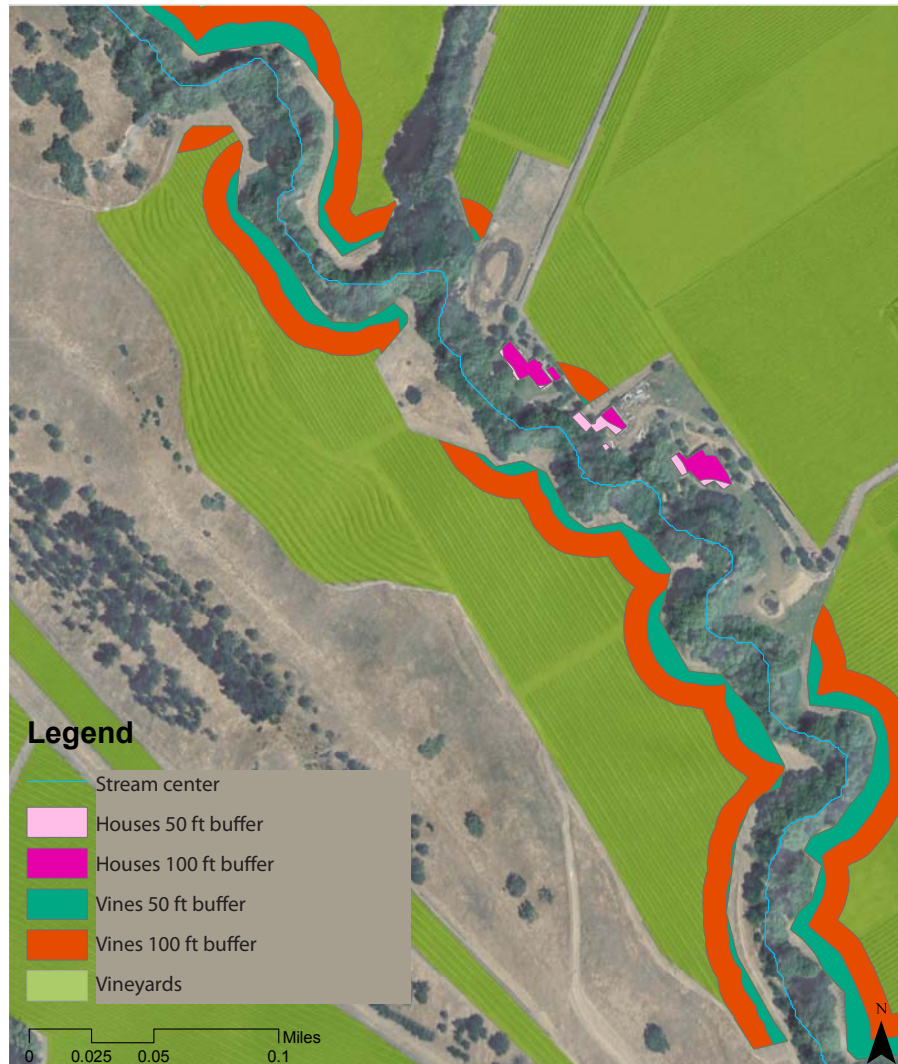 Legend
Stream center
Houses 50 ft buffer
Houses 100 ft buffer
Vines 50 ft buffer
Vines 100 ft buffer
Vineyards
N
Miles
0 0.025 0.05 0.1